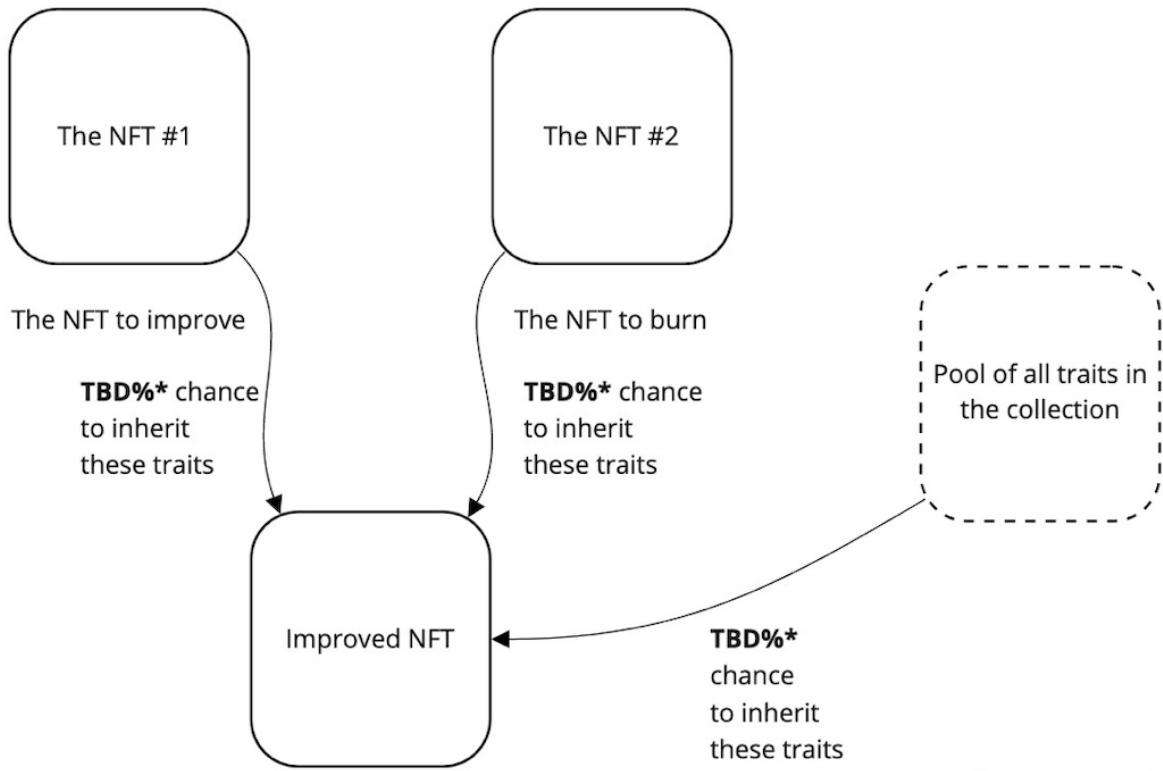 The NFT #1
The NFT #2
The NFT to improve
TBD%* chance
to inherit
these traits
The NFT to burn
TBD%* chance
to inherit
these traits
Pool of all traits in
the collection
Improved NFT
TBD%*
chance
to inherit
these traits